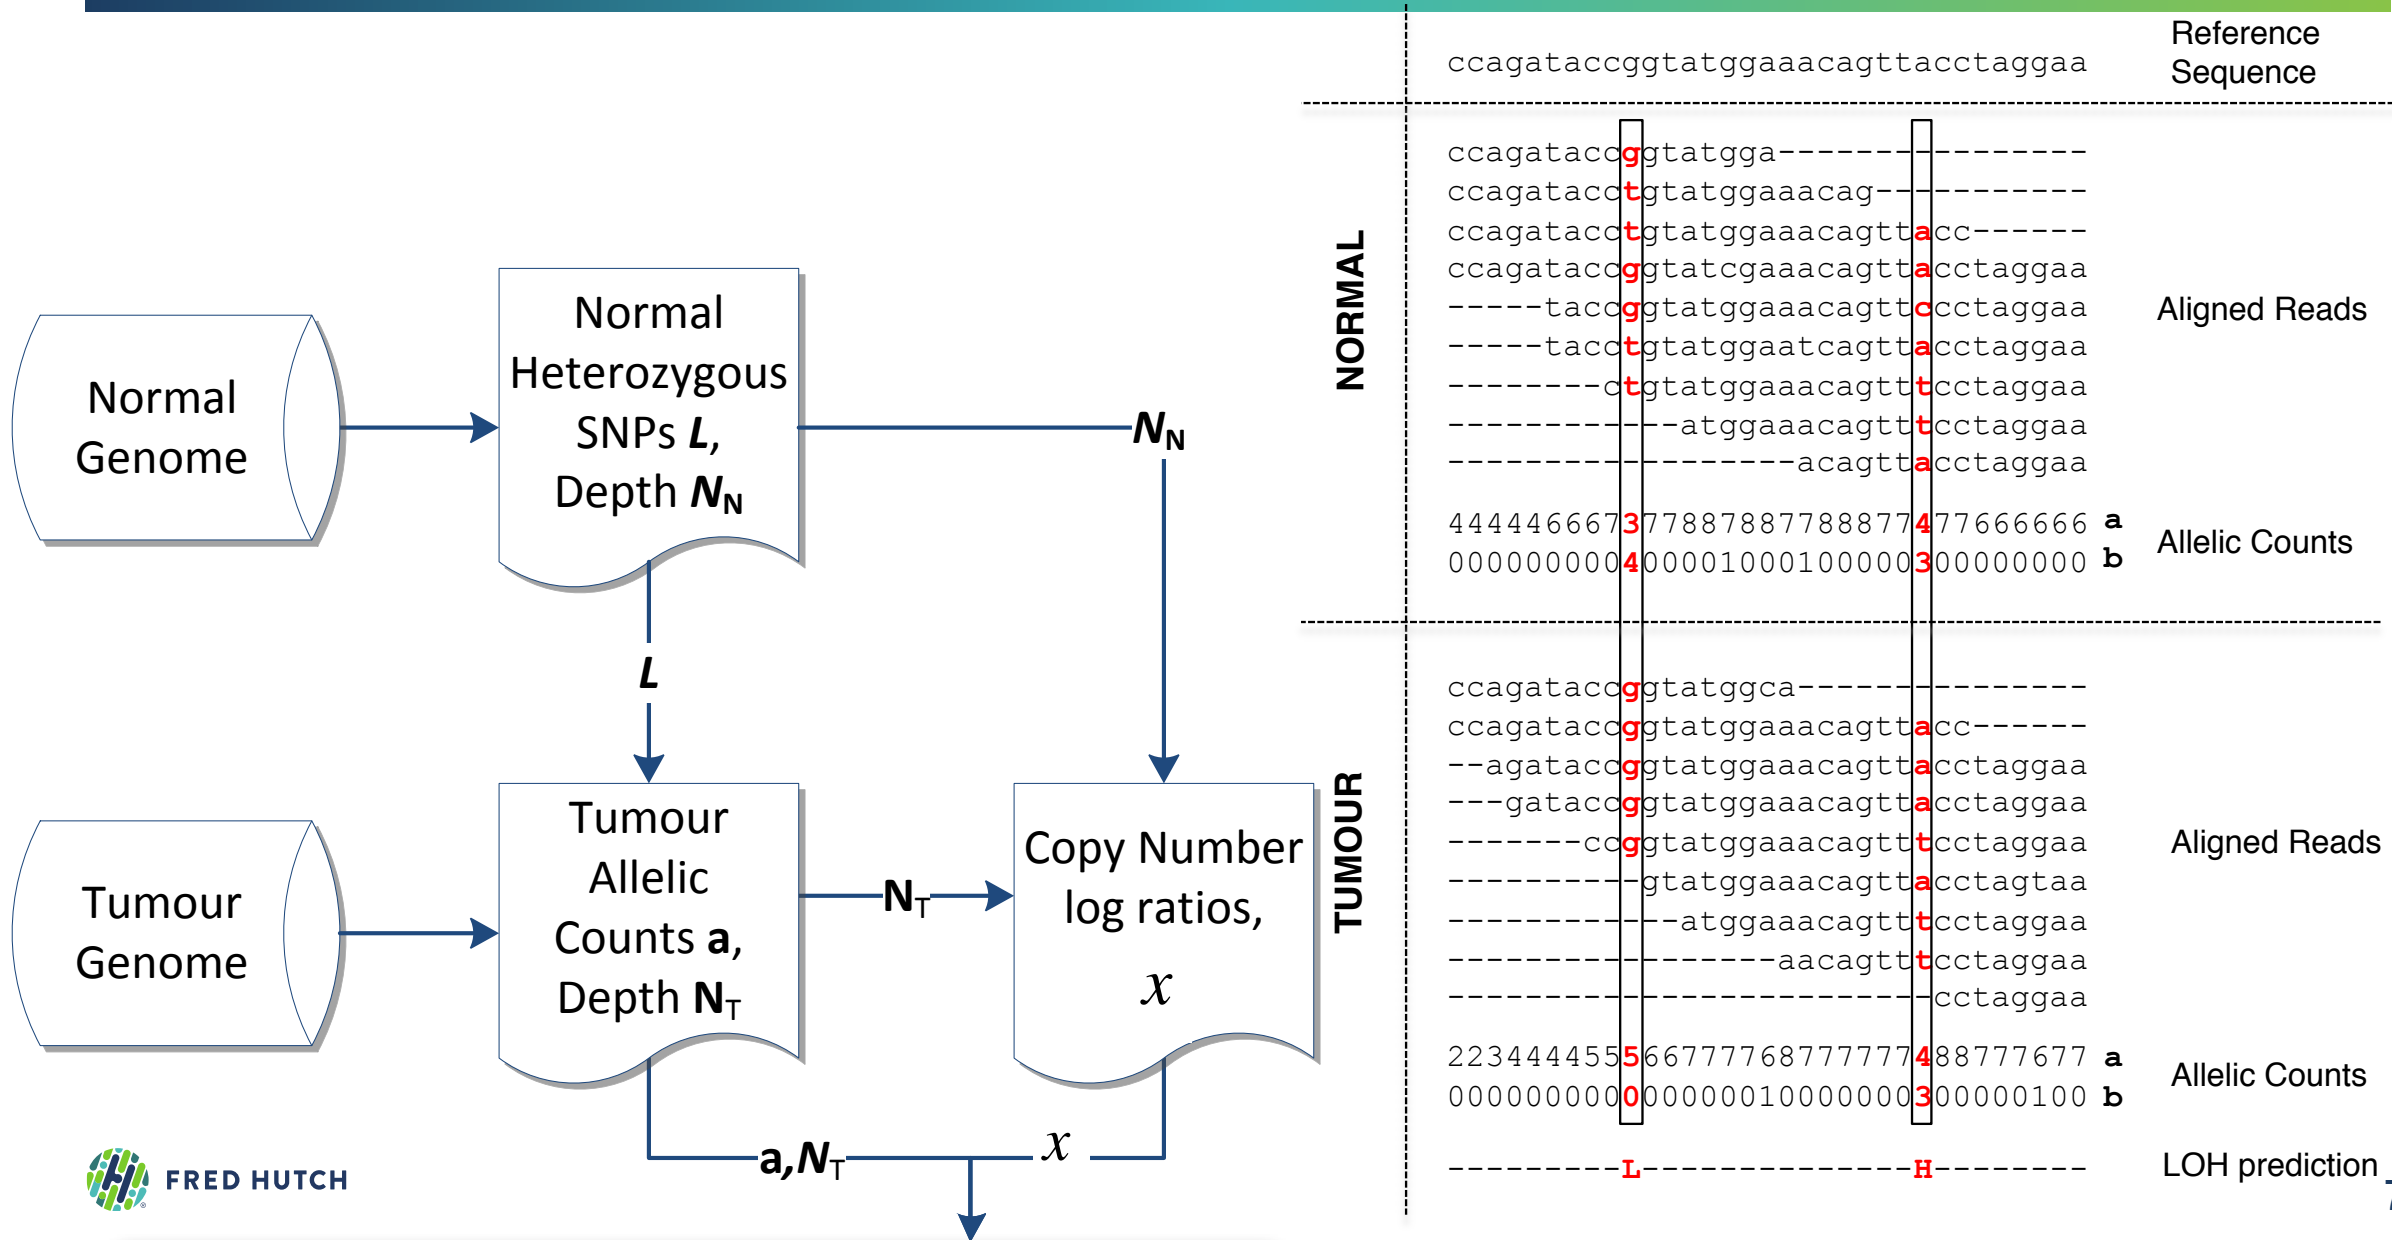 Normal
Genome
Normal
Heterozygous
SNPs L,
Depth NN
NN
L
Tumour
Genome
Tumour
Allelic
Counts a,
Depth NT
NT
Copy Number
log ratios,
x
a,NT
x
FRED HUTCH
ccagataccggtatggaaacagttacctaggaa
Reference
Sequence
NORMAL
ccagataccggtatgga----------------
ccagatacctgtatggaaacag-----------
ccagatacctgtatggaaacagttacc------
ccagataccggtatcgaaacagttacctaggaa
-----taccggtatggaaacagttccctaggaa
-----tacctgtatggaatcagttacctaggaa
--------ctgtatggaaacagtttcctaggaa
------------atggaaacagtttcctaggaa
------------------acagttacctaggaa
Aligned Reads
444446667377887887788877477666666 a
000000000400001000100000300000000 b
Allelic Counts
TUMOUR
ccagataccggtatggca---------------
ccagataccggtatggaaacagttacc------
--agataccggtatggaaacagttacctaggaa
---gataccggtatggaaacagttacctaggaa
-------ccggtatggaaacagtttcctaggaa
----------gtatggaaacagttacctagtaa
------------atggaaacagtttcctaggaa
-----------------aacagtttcctaggaa
-------------------------cctaggaa
Aligned Reads
223444455566777768777777488777677 a
000000000000000010000000300000100 b
Allelic Counts
---------L--------------H--------
LOH prediction